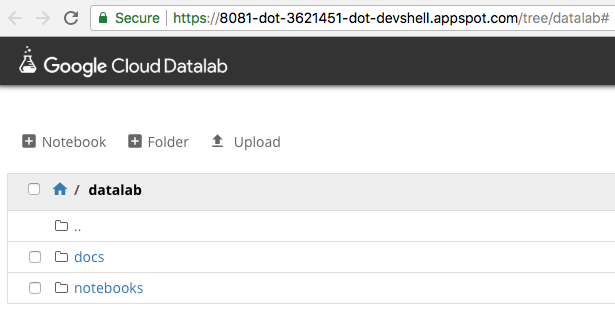 Secure https://8081-dot-3621451-dot-devshell.appspot.com/tree/datalab#
Google Cloud Datalab
Notebook Folder Upload
/ datalab
..
docs
notebooks